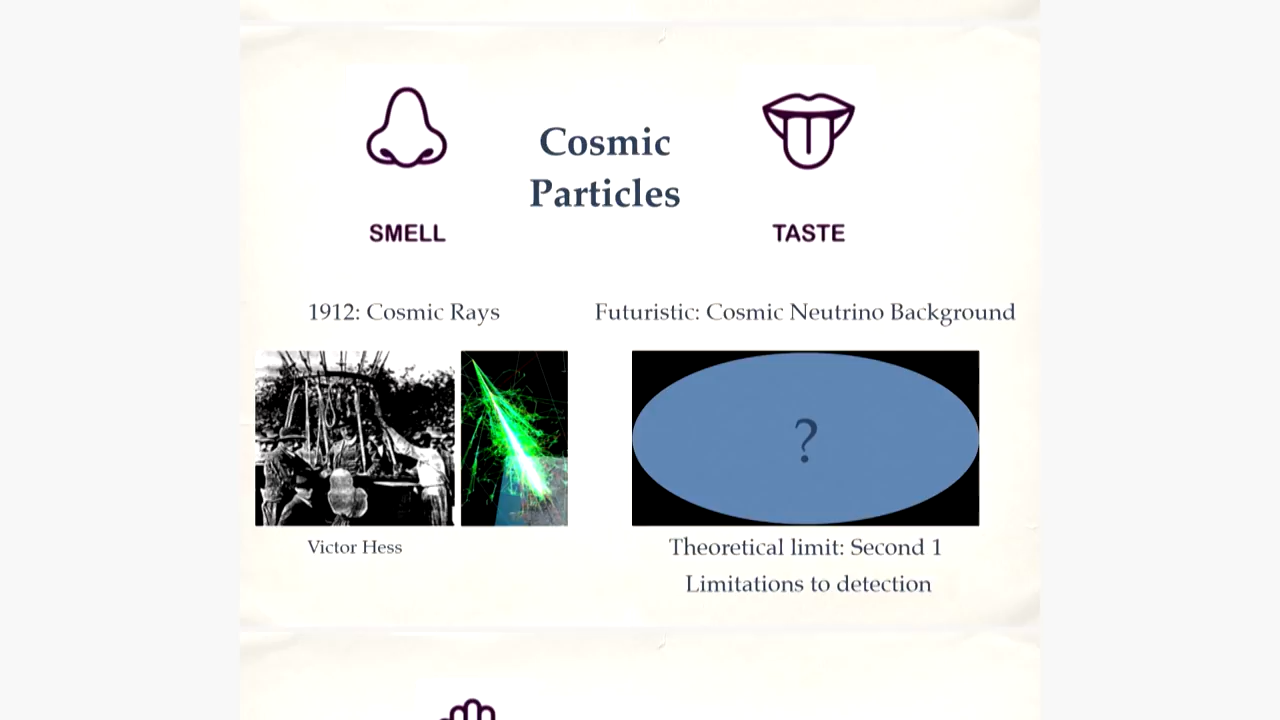 Cosmic
Particles
SMELL
TASTE
1912: Cosmic Rays
Futuristic: Cosmic Neutrino Background
?
Victor Hess
Theoretical limit: Second 1
Limitations to detection